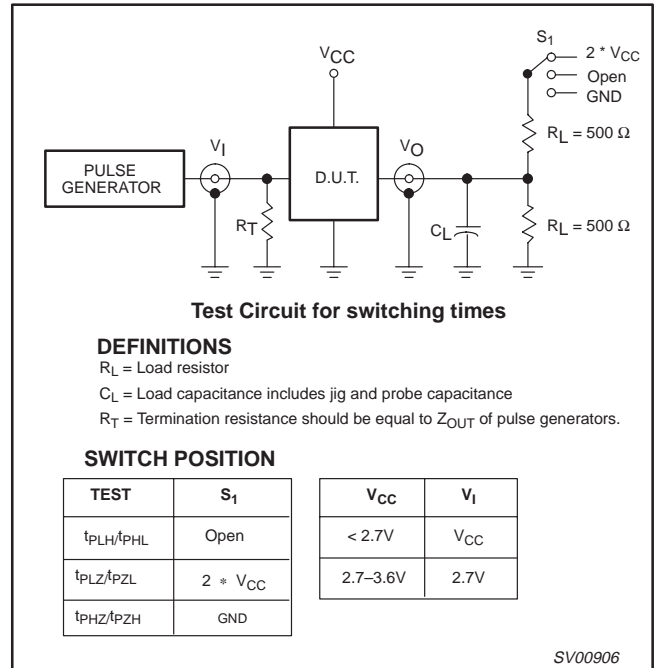 S1
2 * VCC
Open
GND
VCC
RL = 500 Ω
VI
VO
PULSE
GENERATOR
D.U.T.
RT
CL
RL = 500 Ω
Test Circuit for switching times
DEFINITIONS
RL = Load resistor
CL = Load capacitance includes jig and probe capacitance
RT = Termination resistance should be equal to ZOUT of pulse generators.
SWITCH POSITION
TEST S1
tPLH/tPHL Open
tPLZ/tPZL 2 * VCC
tPHZ/tPZH GND
VCC VI
< 2.7V VCC
2.7–3.6V 2.7V
SV00906